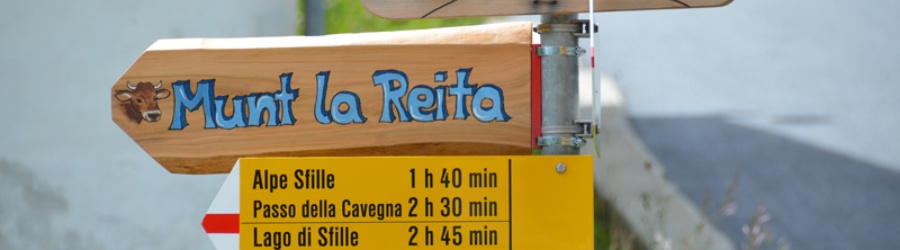 Munt la Reita
Alpe Sfille 1 h 40 min
Passo della Cavegna 2 h 30 min
Lago di Sfille 2 h 45 min